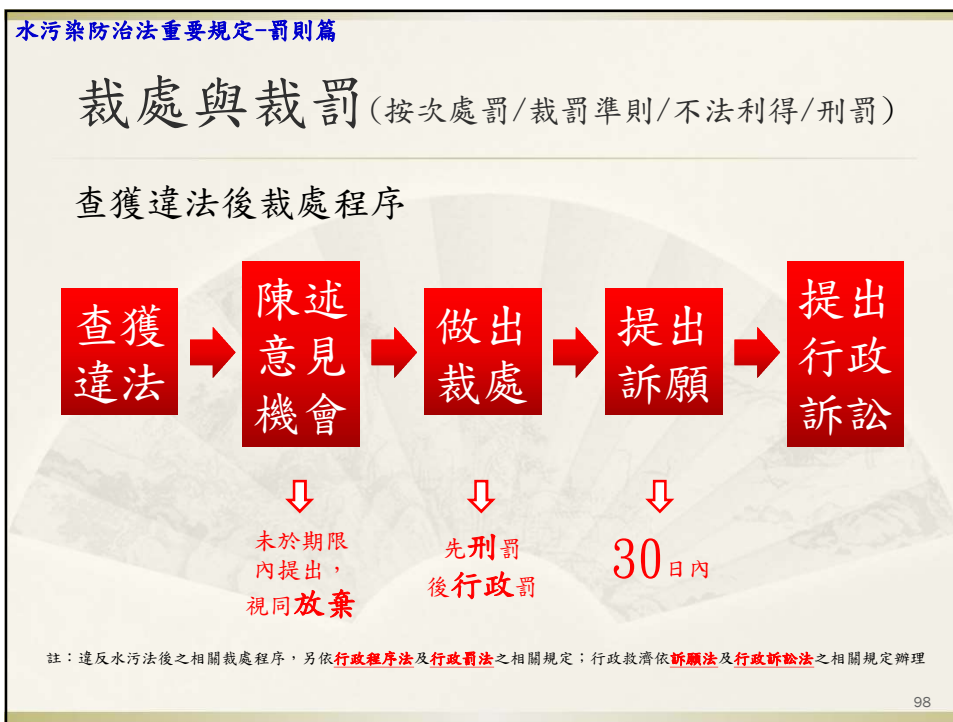 水污染防治法重要規定-罰則篇
裁處與裁罰(按次處罰/裁罰準則/不法利得/刑罰)
查獲違法後裁處程序
查獲
違法
陳述
意見
機會
做出
裁處
提出
訴願
提出
行政
訴訟
未於期限
內提出，
視同放棄
先刑罰
後行政罰
30日內
註：違反水污法後之相關裁處程序，另依行政程序法及行政罰法之相關規定；行政救濟依訴願法及行政訴訟法之相關規定辦理
98